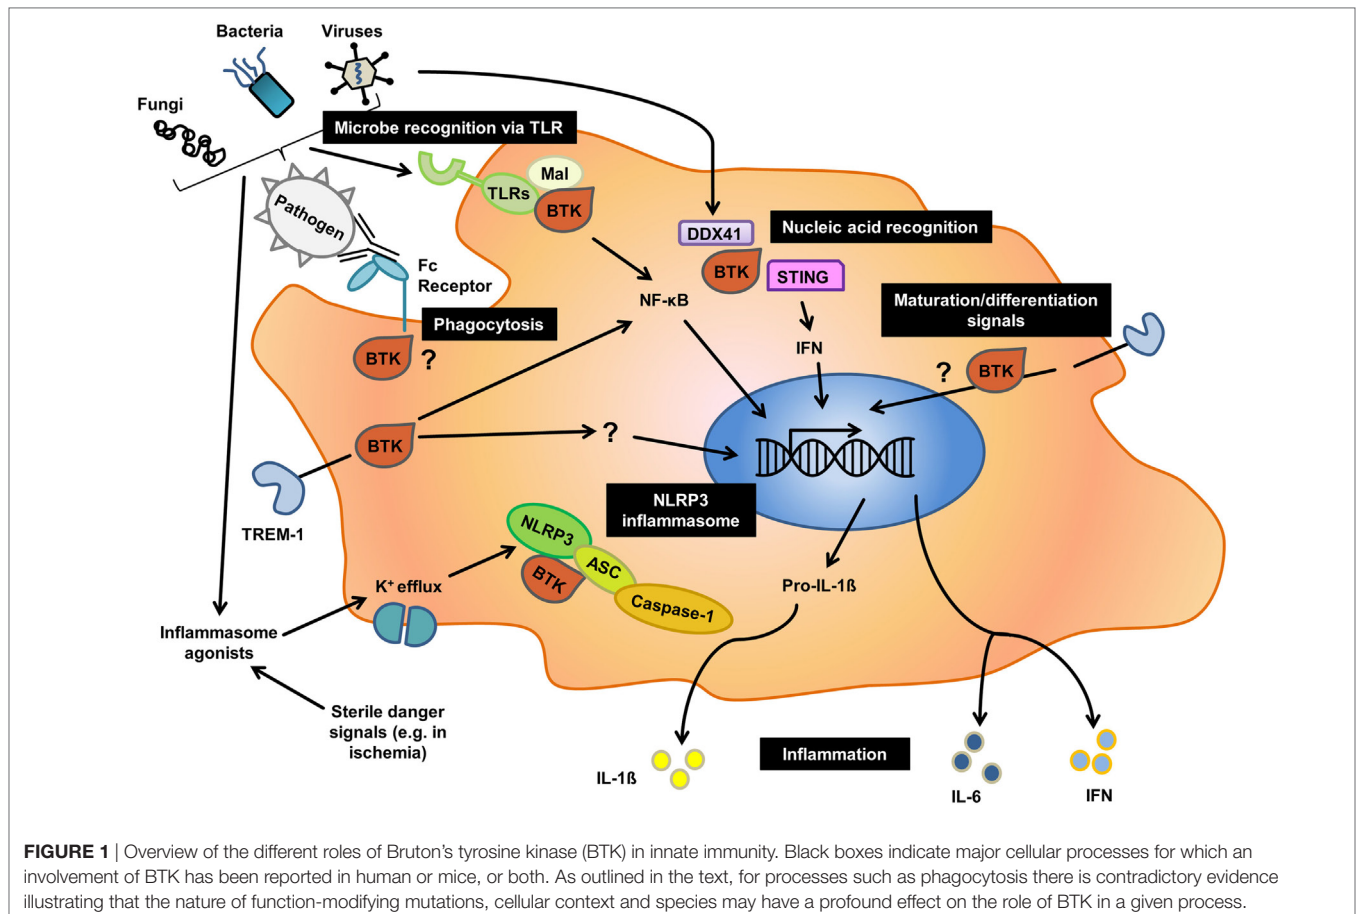 Bacteria
Viruses
Fungi
Microbe recognition via TLR
Mal
TLRs
BTK
Pathogen
Fc
Receptor
DDX41
Nucleic acid recognition
BTK
STING
NF-κB
Maturation/differentiation
signals
Phagocytosis
IFN
BTK
?
?
BTK
BTK
?
TREM-1
NLRP3
inflammasome
NLRP3
ASC
BTK
Caspase-1
K+ efflux
Pro-IL-1ß
Inflammasome
agonists
Sterile danger
signals (e.g. in
ischemia)
Inflammation
IL-1ß
IL-6
IFN
FIGURE 1 | Overview of the different roles of Bruton's tyrosine kinase (BTK) in innate immunity. Black boxes indicate major cellular processes for which an
involvement of BTK has been reported in human or mice, or both. As outlined in the text, for processes such as phagocytosis there is contradictory evidence
illustrating that the nature of function-modifying mutations, cellular context and species may have a profound effect on the role of BTK in a given process.